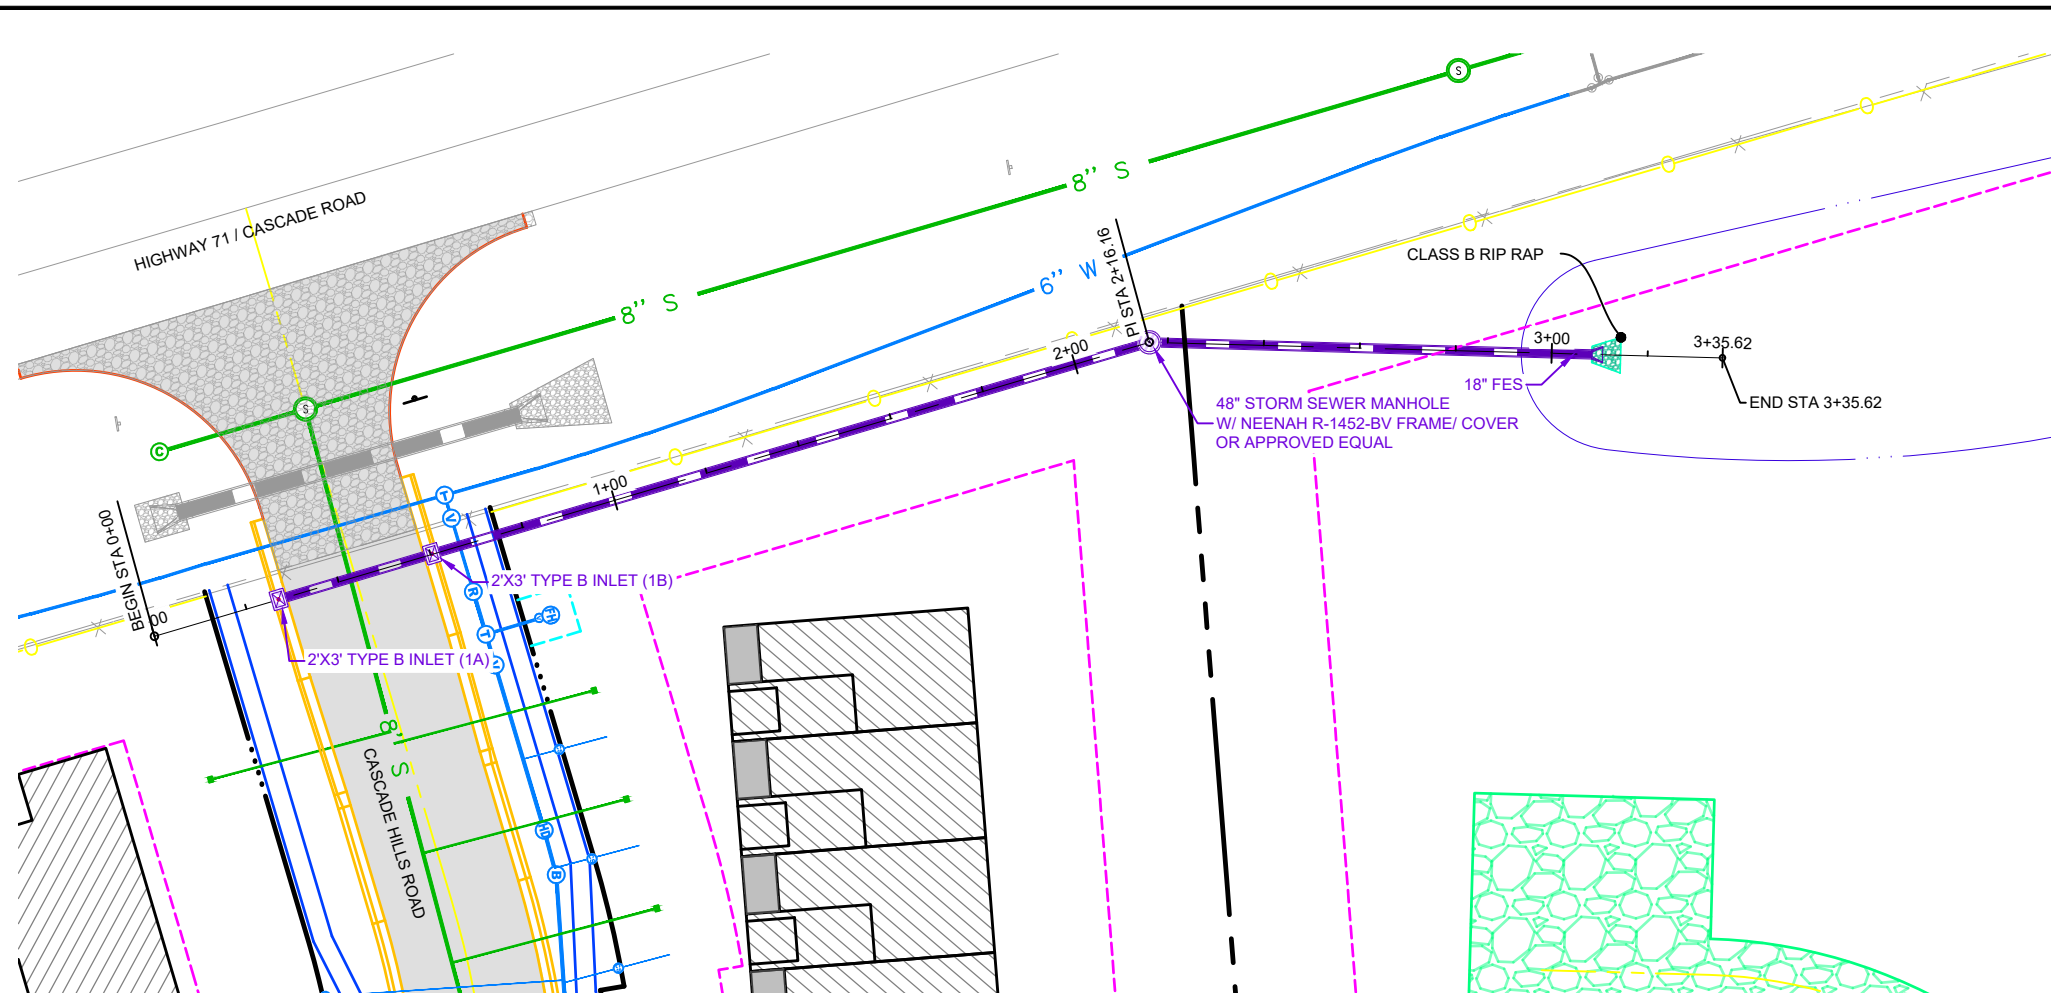 S
8'' S
HIGHWAY 71 / CASCADE ROAD
PI STA 2+16.16
CLASS B RIP RAP
6'' W
8'' S
3+00
3+35.62
2+00
18" FES
END STA 3+35.62
48" STORM SEWER MANHOLE
W/ NEENAH R-1452-BV FRAME/ COVER
OR APPROVED EQUAL
S
C
1+00
T
V
BEGIN STA 0+00
00
2'X3' TYPE B INLET (1B)
R
FH
T
2'X3' TYPE B INLET (1A)
8'' S
CASCADE HILLS ROAD
HD
B